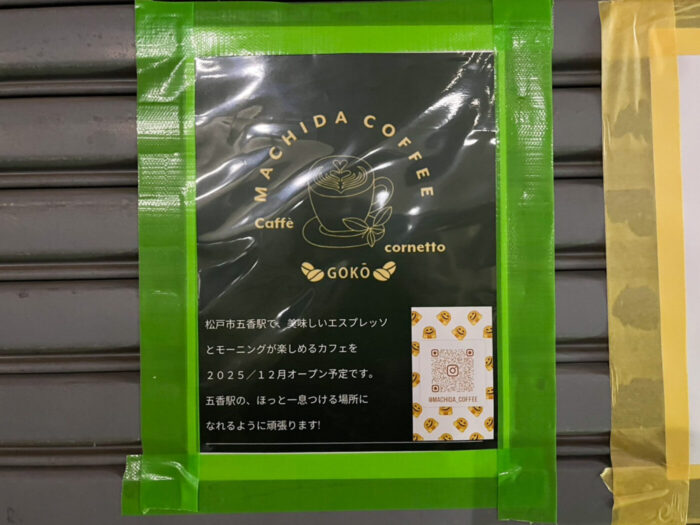 MACHIDA COFFEE
Caffè
cornetto
GOKŌ
松戸市五香駅で、美味しいエスプレッソ
とモーニングが楽しめるカフェを
２０２５／１２月オープン予定です。
五香駅の、ほっと一息つける場所に
なれるように頑張ります!
@MACHIDA_COFFEE